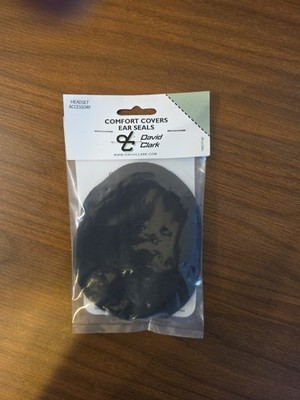 HEADSET
ACCESSORY
COMFORT COVERS
EAR SEALS
David
Clark
WWW.DAVIDCLARK.COM